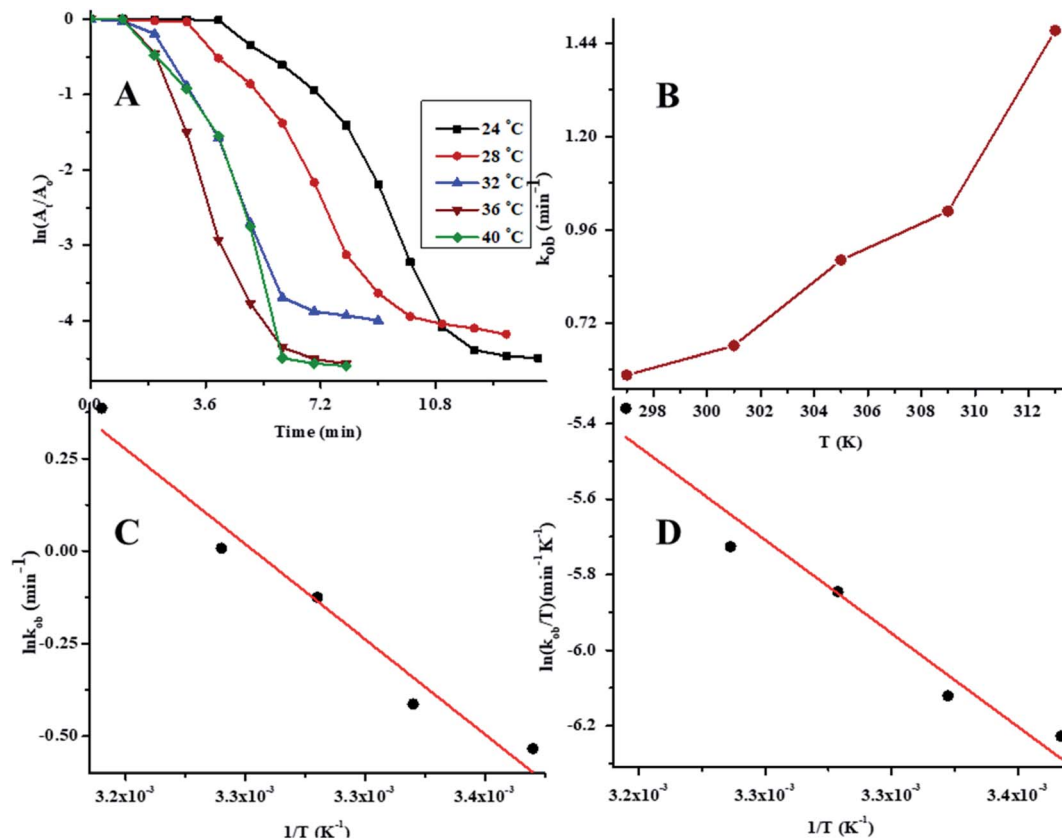 0
-1
-2
-3
-4
ln(At/Ao)
A
24 °C
28 °C
32 °C
36 °C
40 °C
0.0
3.6
7.2
10.8
Time (min)
1.44
1.20
0.96
0.72
kob (min-1)
B
298
300
302
304
306
308
310
312
T (K)
0.25
0.00
-0.25
-0.50
lnkob (min-1)
C
3.2x10-3
3.3x10-3
3.3x10-3
3.4x10-3
1/T (K-1)
-5.4
-5.6
-5.8
-6.0
-6.2
ln(kob/T)(min-1K-1)
D
3.2x10-3
3.3x10-3
3.3x10-3
3.4x10-3
1/T (K-1)